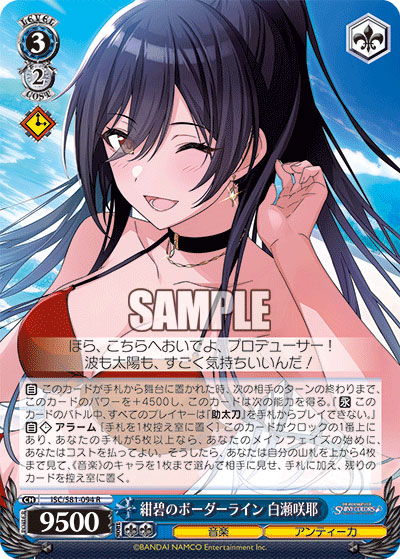 LEVEL
3
2
COST
SAMPLE
ほら、こちらへおいでよ、プロデューサー！
波も太陽も、すごく気持ちいいんだ！
自 このカードが手札から舞台に置かれた時、次の相手のターンの終わりまで、
このカードのパワーを＋4500し、このカードは次の能力を得る。『永 この
カードのバトル中、すべてのプレイヤーは『助太刀』を手札からプレイできない。』
自 アラーム ［手札を1枚控え室に置く］ このカードがクロックの1番上に
あり、あなたの手札が5枚以上なら、あなたのメインフェイズの始めに、
あなたはコストを払ってよい。そうしたら、あなたは自分の山札を上から4枚
まで見て、《音楽》のキャラを1枚まで選んで相手に見せ、手札に加え、残りの
カードを控え室に置く。
CH
ISC/S81-094 R
POWER
9500
紺碧のボーダーライン 白瀬咲耶
SHINYCOLORS
音楽
アンティーカ
©BANDAI NAMCO Entertainment Inc.